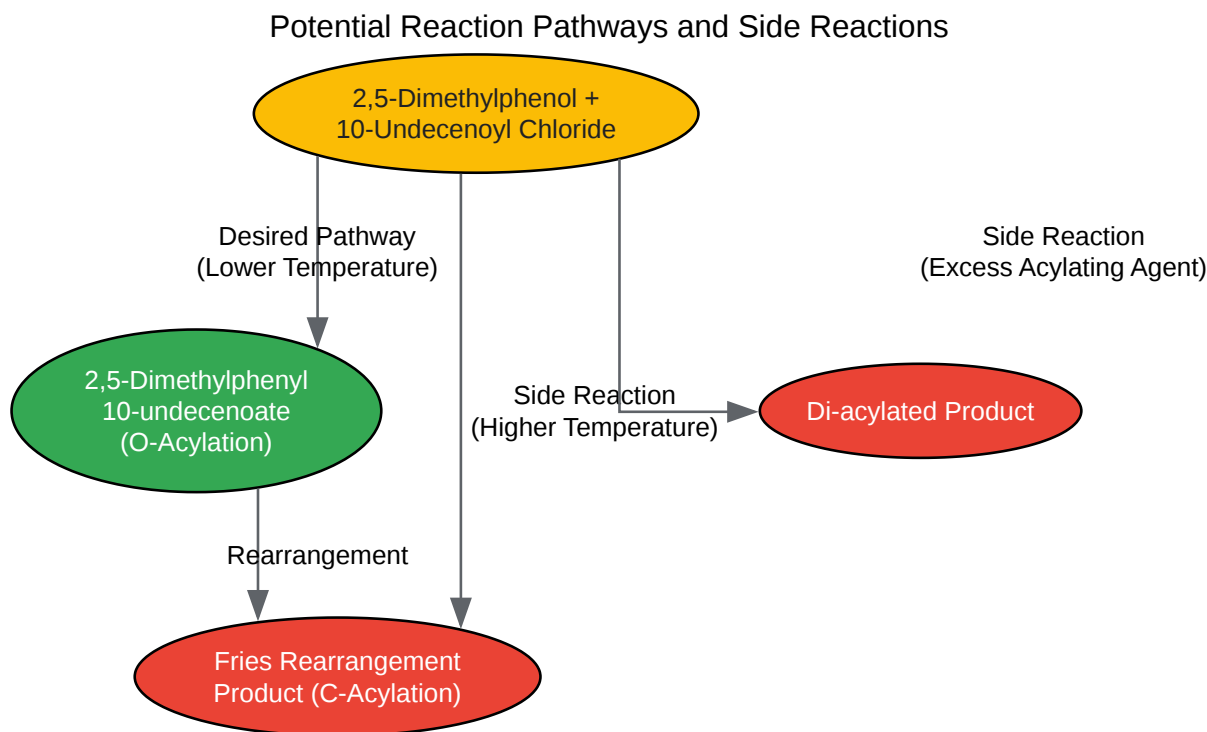 Potential Reaction Pathways and Side Reactions
2,5-Dimethylphenol +
10-Undecenoyl Chloride
Desired Pathway
(Lower Temperature)
Side Reaction
(Excess Acylating Agent)
2,5-Dimethylphenyl
10-undecenoate
(O-Acylation)
Side Reaction
(Higher Temperature)
Di-acylated Product
Rearrangement
Fries Rearrangement
Product (C-Acylation)